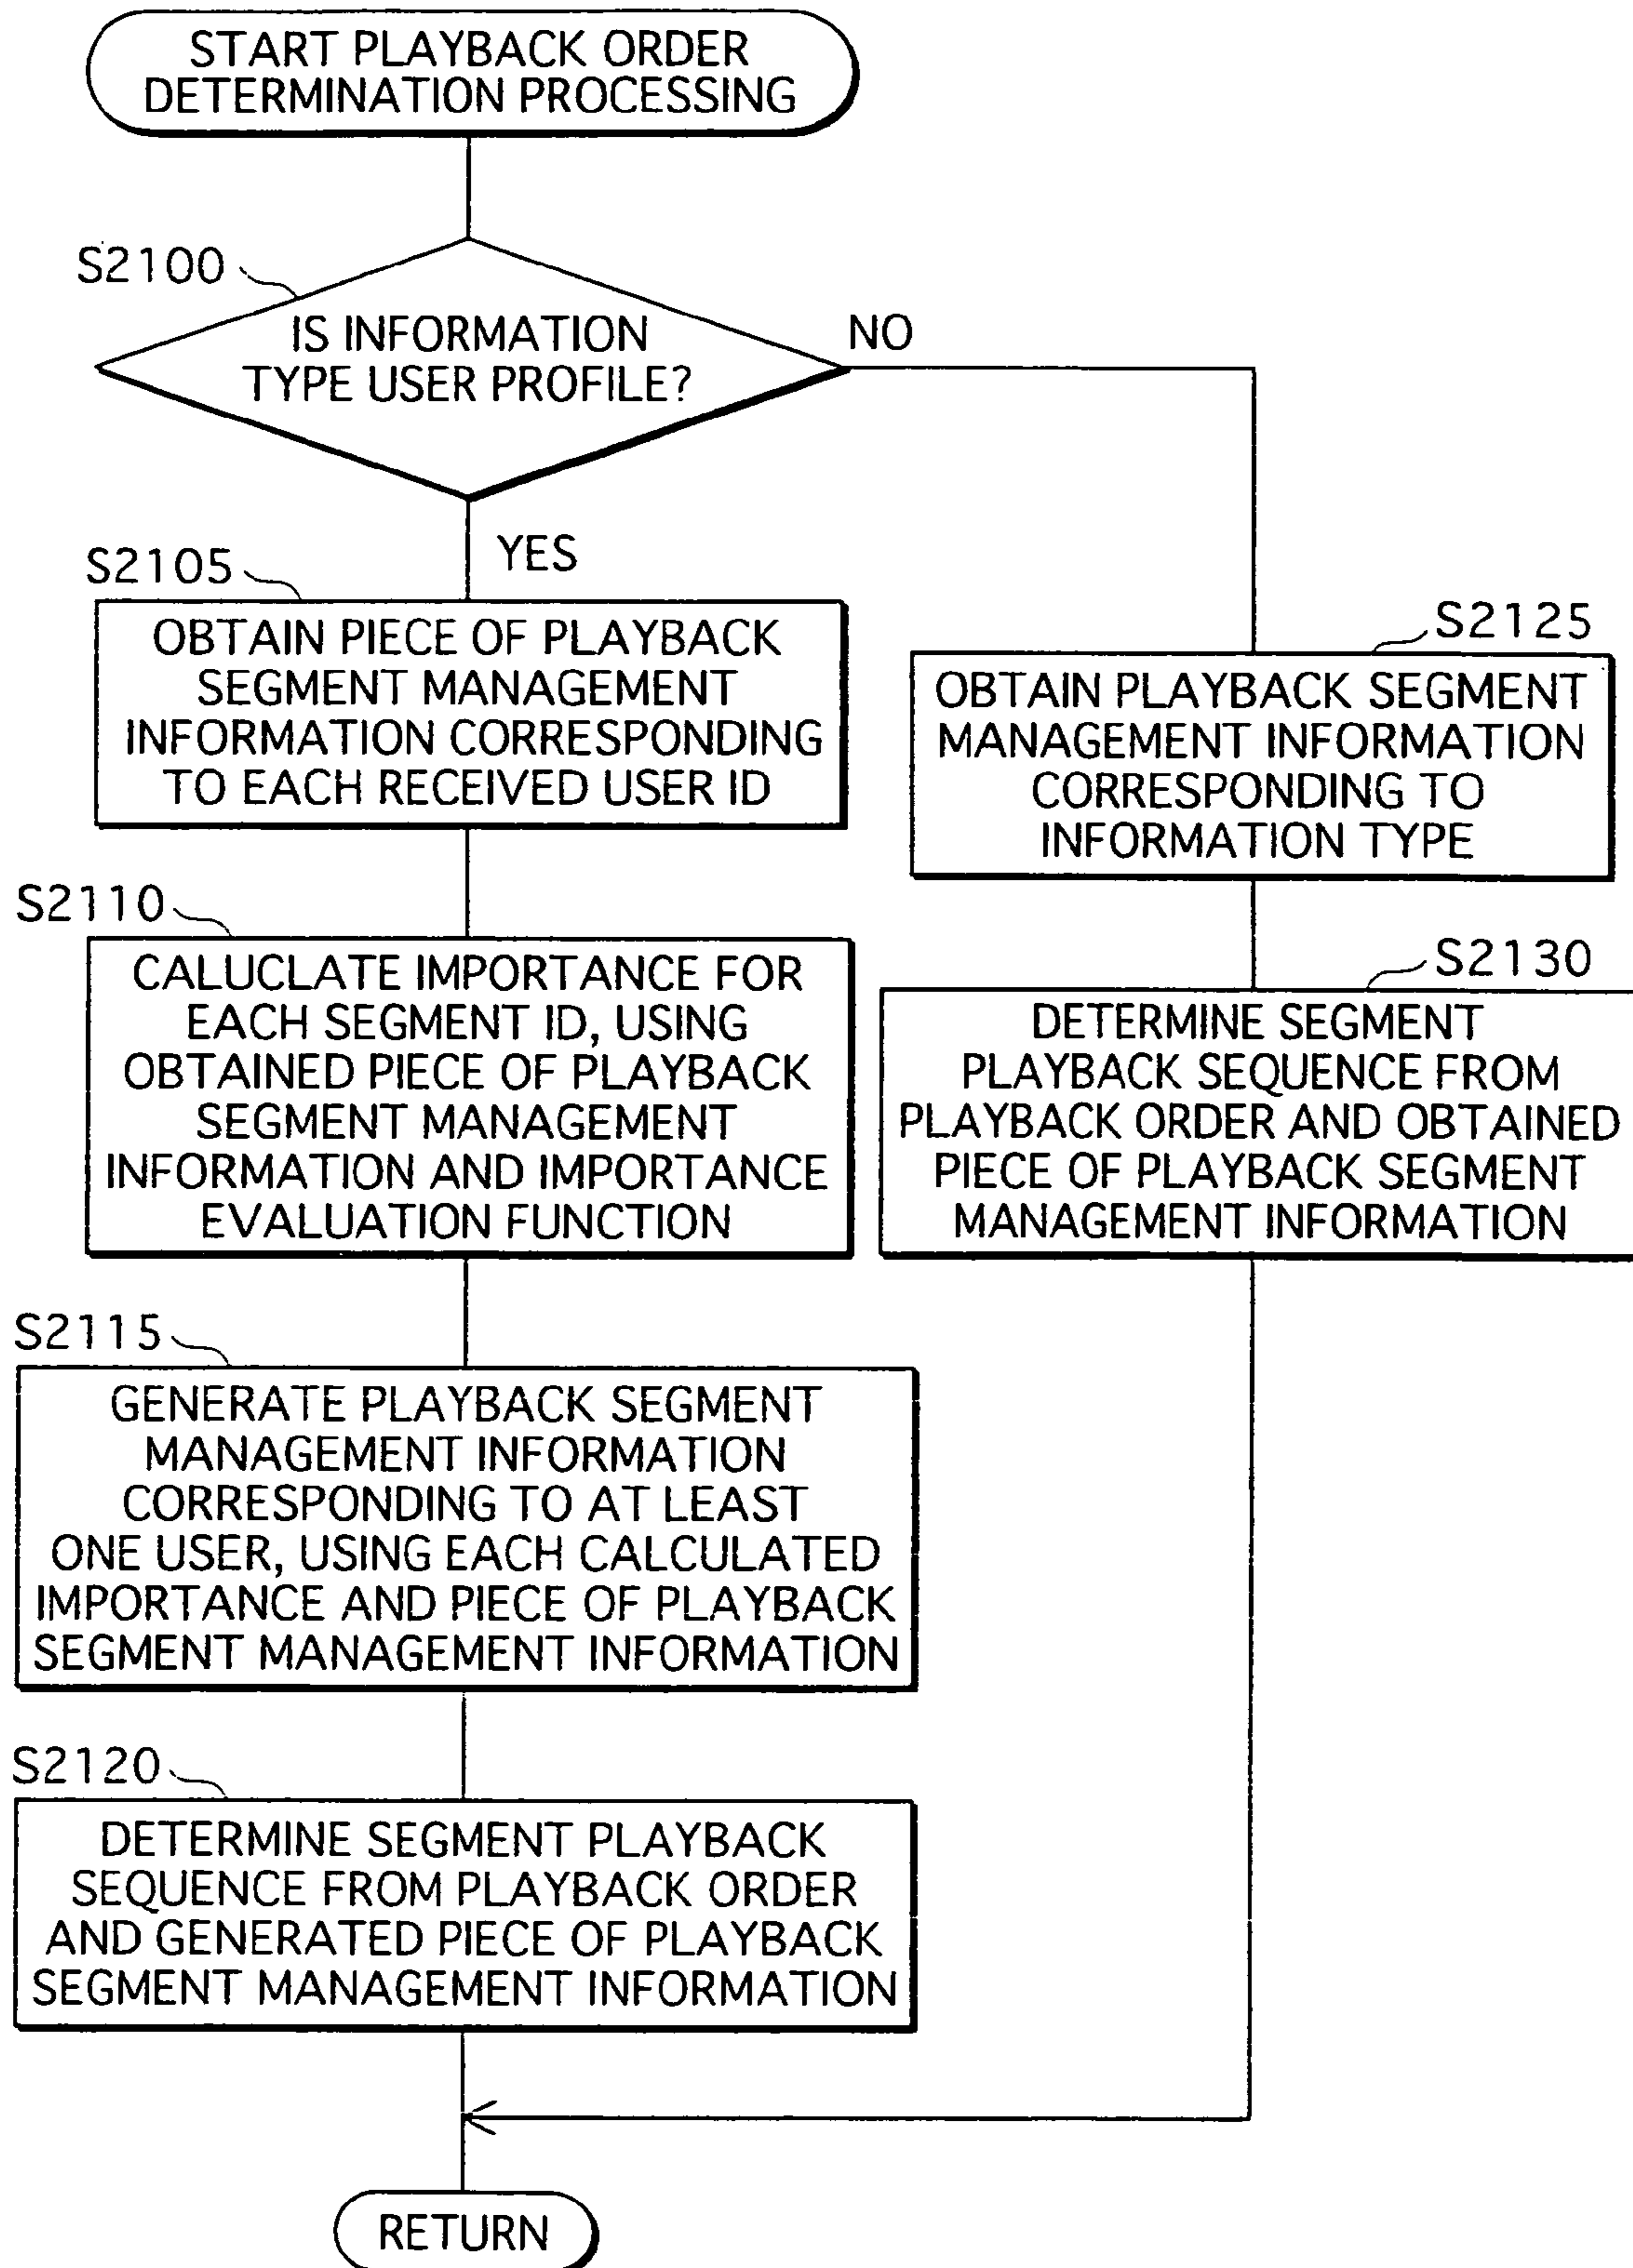 START PLAYBACK ORDER
DETERMINATION PROCESSING
S2100
IS INFORMATION
TYPE USER PROFILE?
NO
YES
S2105
OBTAIN PIECE OF PLAYBACK
SEGMENT MANAGEMENT
INFORMATION CORRESPONDING
TO EACH RECEIVED USER ID
S2110
CALUCLATE IMPORTANCE FOR
EACH SEGMENT ID, USING
OBTAINED PIECE OF PLAYBACK
SEGMENT MANAGEMENT
INFORMATION AND IMPORTANCE
EVALUATION FUNCTION
S2115
GENERATE PLAYBACK SEGMENT
MANAGEMENT INFORMATION
CORRESPONDING TO AT LEAST
ONE USER, USING EACH CALCULATED
IMPORTANCE AND PIECE OF PLAYBACK
SEGMENT MANAGEMENT INFORMATION
S2120
DETERMINE SEGMENT PLAYBACK
SEQUENCE FROM PLAYBACK ORDER
AND GENERATED PIECE OF PLAYBACK
SEGMENT MANAGEMENT INFORMATION
S2125
OBTAIN PLAYBACK SEGMENT
MANAGEMENT INFORMATION
CORRESPONDING TO
INFORMATION TYPE
S2130
DETERMINE SEGMENT
PLAYBACK SEQUENCE FROM
PLAYBACK ORDER AND OBTAINED
PIECE OF PLAYBACK SEGMENT
MANAGEMENT INFORMATION
RETURN